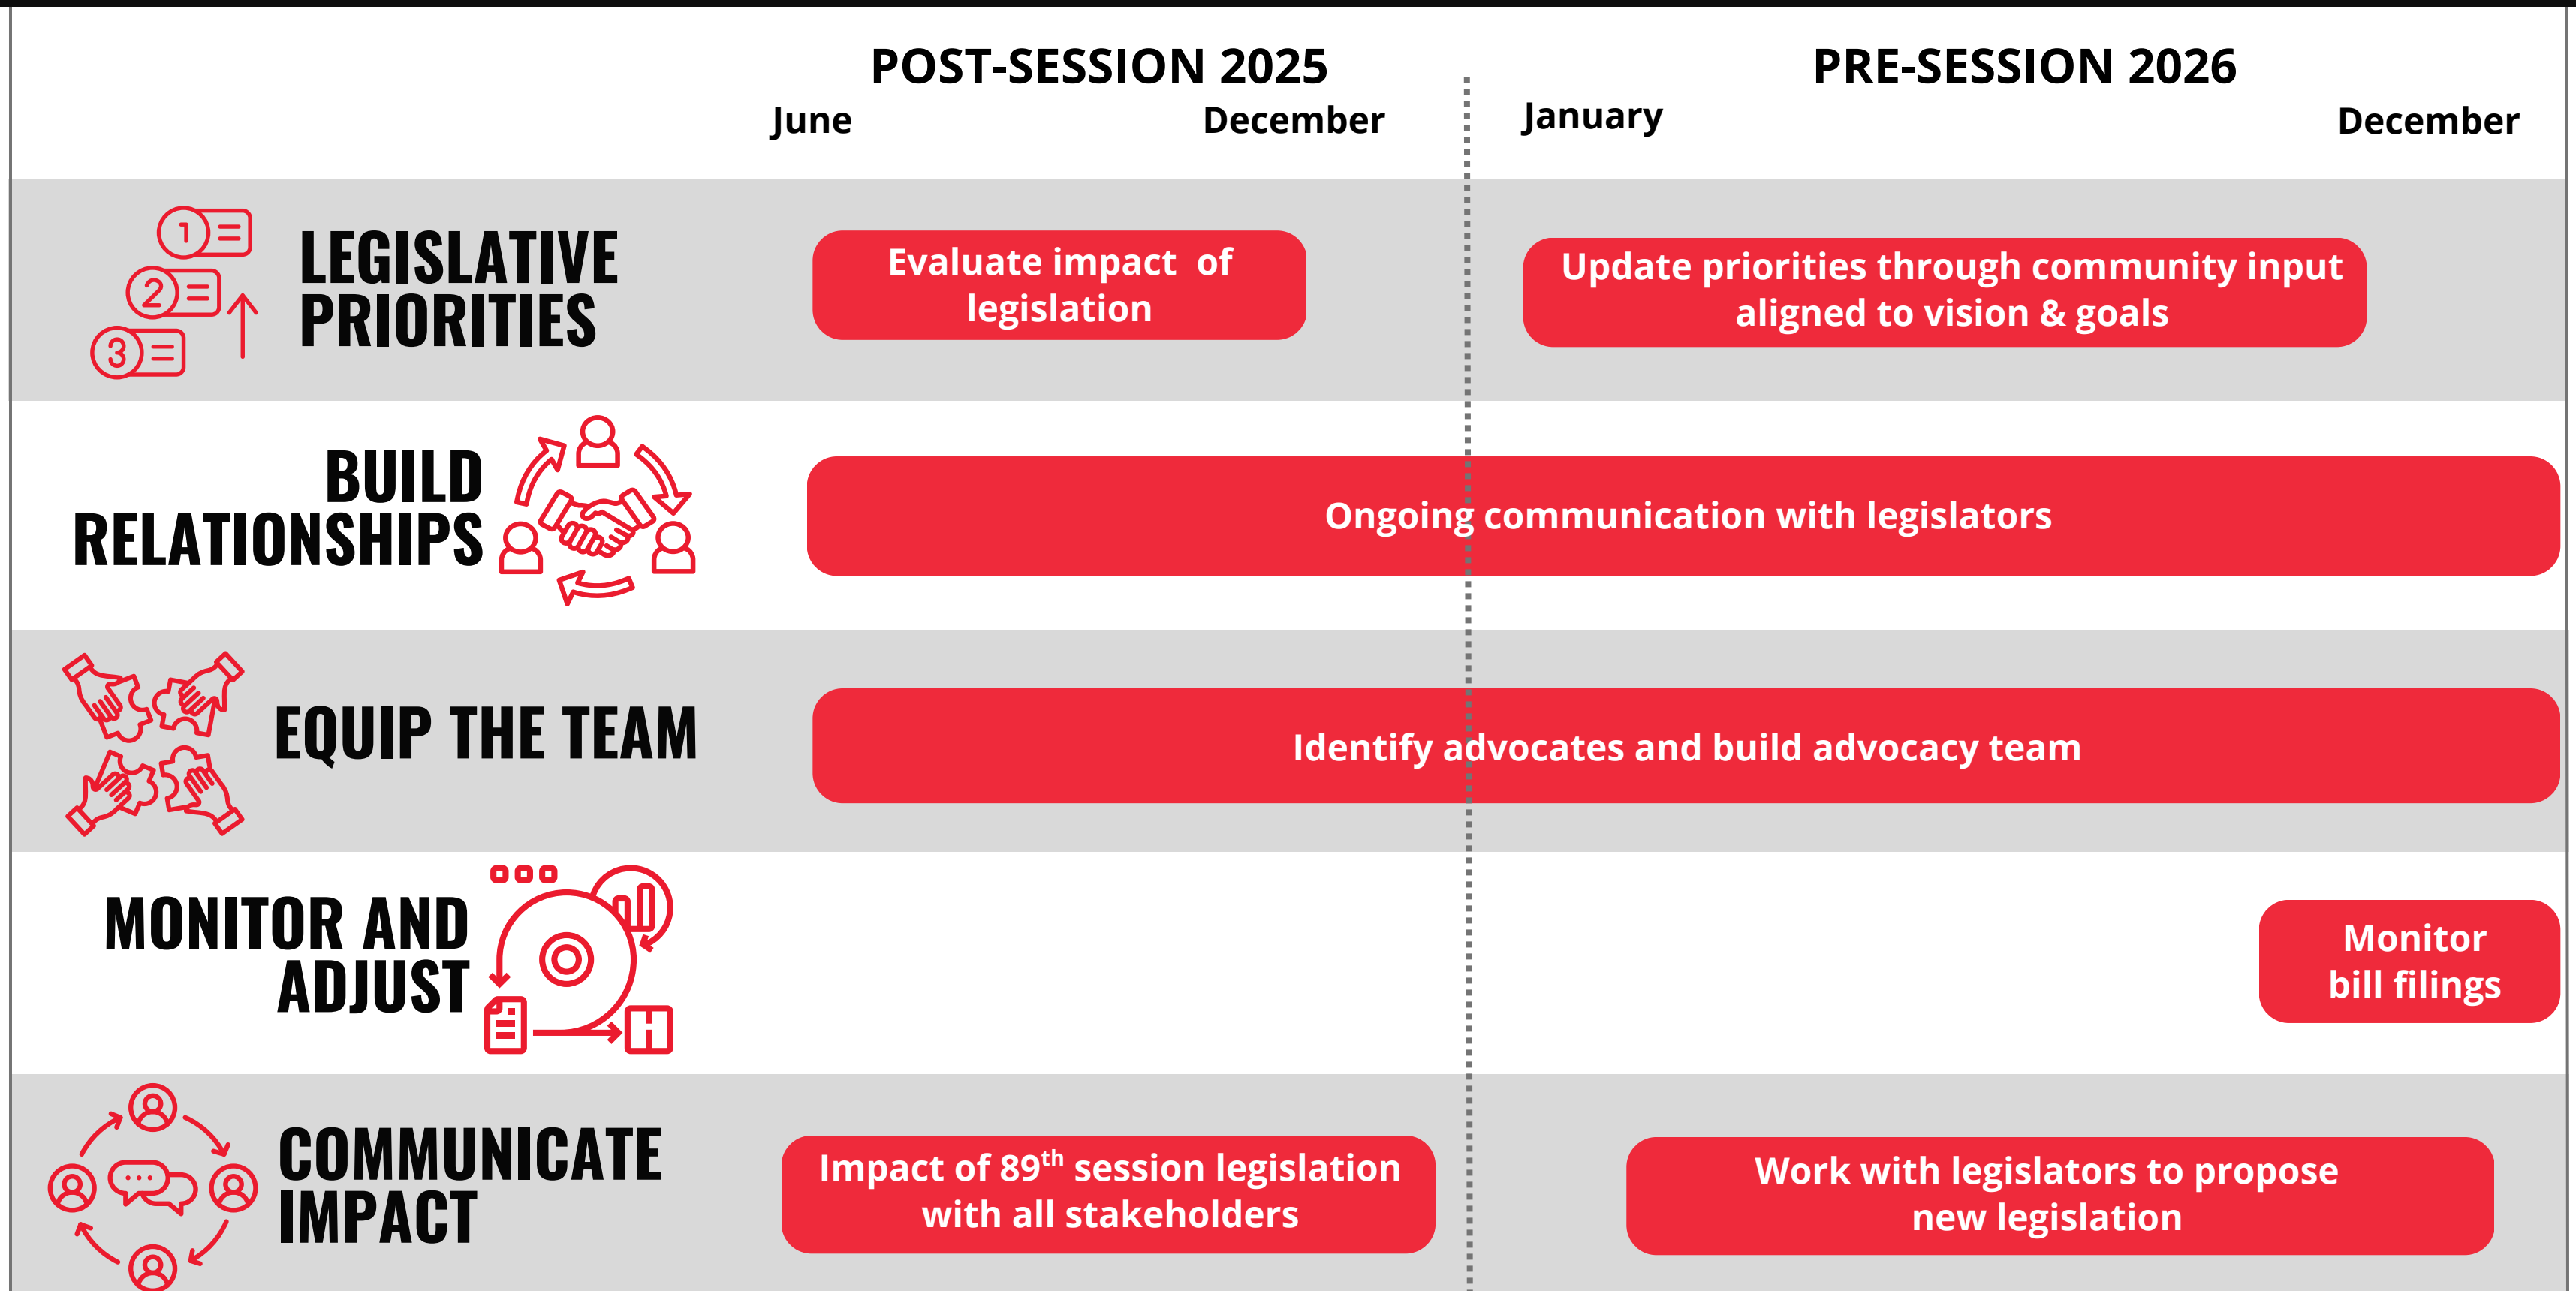 POST-SESSION 2025
PRE-SESSION 2026
June
December
January
December
1
2
3
LEGISLATIVE
PRIORITIES
Evaluate impact of
legislation
Update priorities through community input
aligned to vision & goals
BUILD
RELATIONSHIPS
Ongoing communication with legislators
EQUIP THE TEAM
Identify advocates and build advocacy team
MONITOR AND
ADJUST
Monitor
bill filings
COMMUNICATE
IMPACT
Impact of 89th session legislation
with all stakeholders
Work with legislators to propose
new legislation